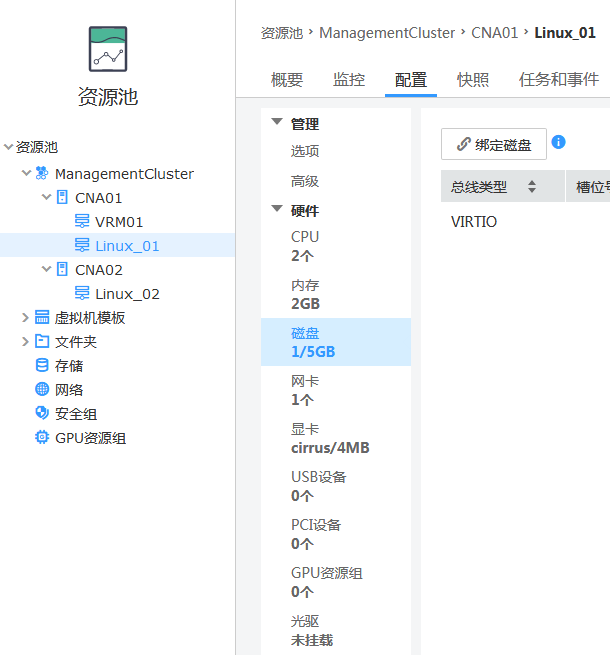 资源池
资源池
ManagementCluster
CNA01
VRM01
Linux_01
CNA02
Linux_02
虚拟机模板
文件夹
存储
网络
安全组
GPU资源组
资源池 › ManagementCluster › CNA01 › Linux_01
概要 监控 配置 快照 任务和事件
管理
选项
高级
硬件
CPU
2个
内存
2GB
磁盘
1/5GB
网卡
1个
显卡
cirrus/4MB
USB设备
0个
PCI设备
0个
GPU资源组
0个
光驱
未挂载
绑定磁盘
总线类型 槽位号
VIRTIO